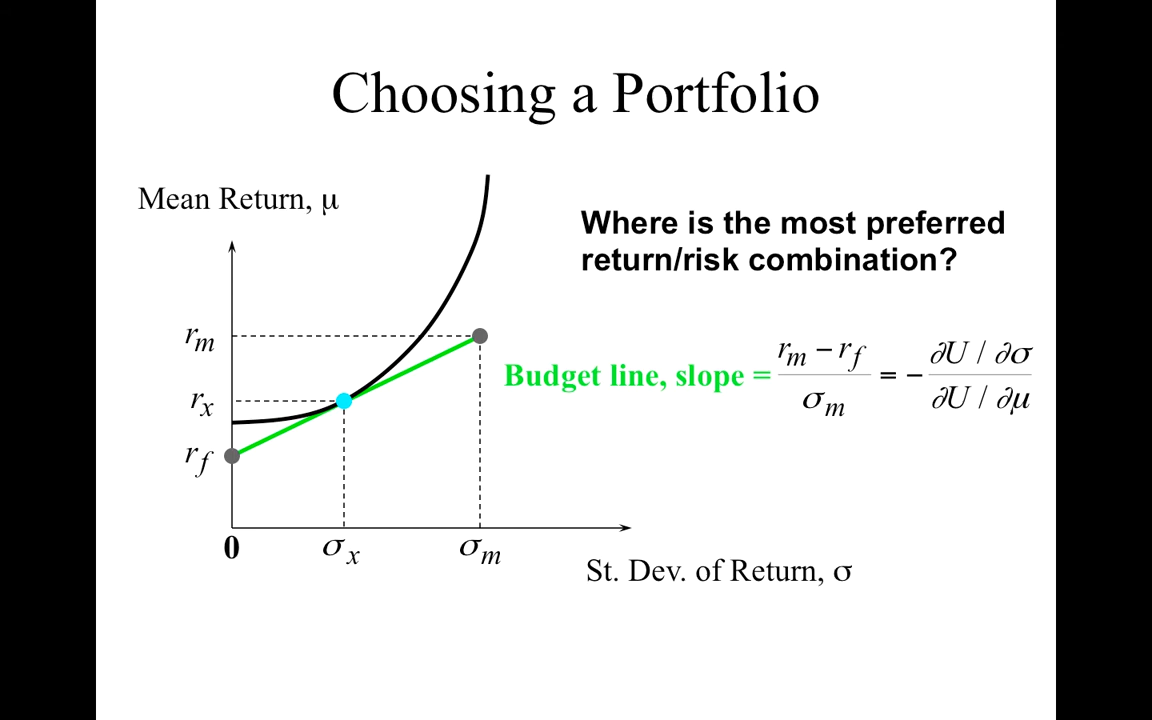 Choosing a Portfolio
Mean Return, μ
Where is the most preferred
return/risk combination?
r_m
r_x
r_f
Budget line, slope = (r_m − r_f) / σ_m = − (∂U / ∂σ) / (∂U / ∂μ)
0 σ_x σ_m
St. Dev. of Return, σ